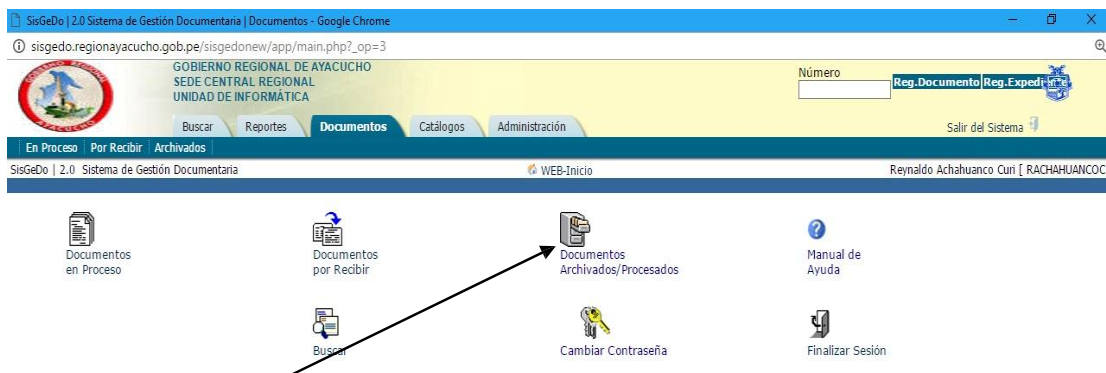 SisGeDo | 2.0 Sistema de Gestión Documentaria | Documentos - Google Chrome
sisgedo.regionayacucho.gob.pe/sisgedonew/app/main.php?_op=3
GOBIERNO REGIONAL DE AYACUCHO
SEDE CENTRAL REGIONAL
UNIDAD DE INFORMÁTICA
Número
Reg.Documento Reg.Expedi
Buscar Reportes Documentos Catálogos Administración
Salir del Sistema
En Proceso Por Recibir Archivados
SisGeDo | 2.0 Sistema de Gestión Documentaria
WEB-Inicio
Reynaldo Achahuanco Curi [ RACHAHUANCOC
Documentos
en Proceso
Documentos
por Recibir
Documentos
Archivados/Procesados
Manual de
Ayuda
Buscar
Cambiar Contraseña
Finalizar Sesión